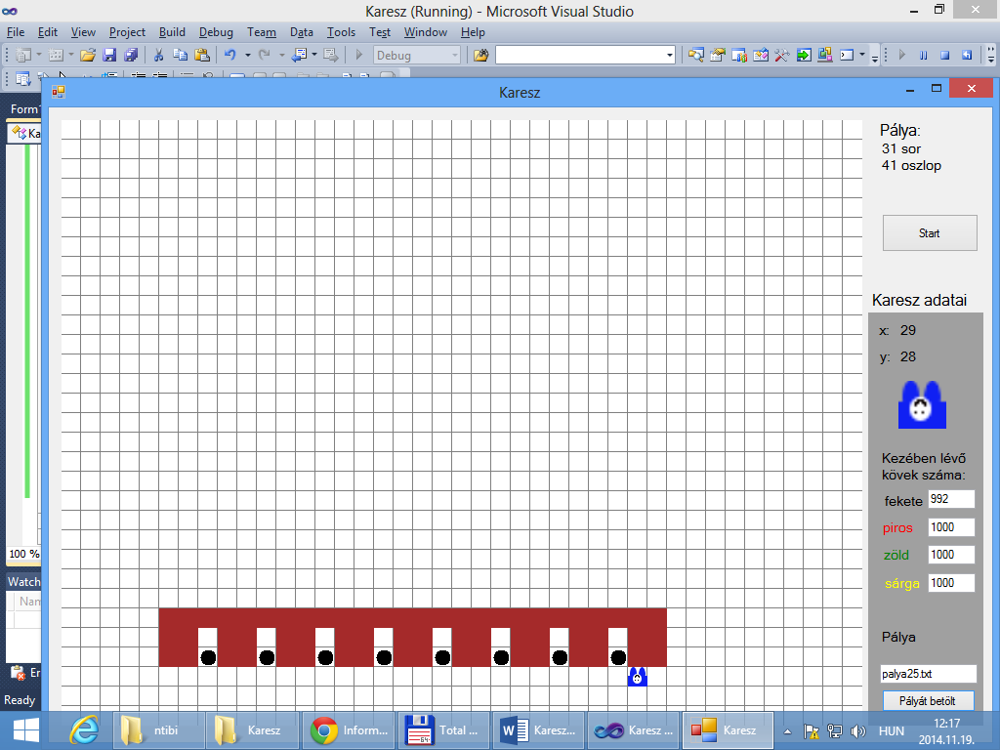 Karesz (Running) - Microsoft Visual Studio
File Edit View Project Build Debug Team Data Tools Test Window Help
Debug
Karesz
Form
Ka
Pálya:
31 sor
41 oszlop
Start
Karesz adatai
x: 29
y: 28
Kezében lévő
kövek száma:
fekete 992
piros 1000
zöld 1000
sárga 1000
100 %
Watch
Nam
Pálya
palya25.txt
Er
Pályát betölt
Ready
ntibi
Karesz
Inform...
Total ...
64
Karesz...
Karesz ...
Karesz
HUN
12:17
2014.11.19.